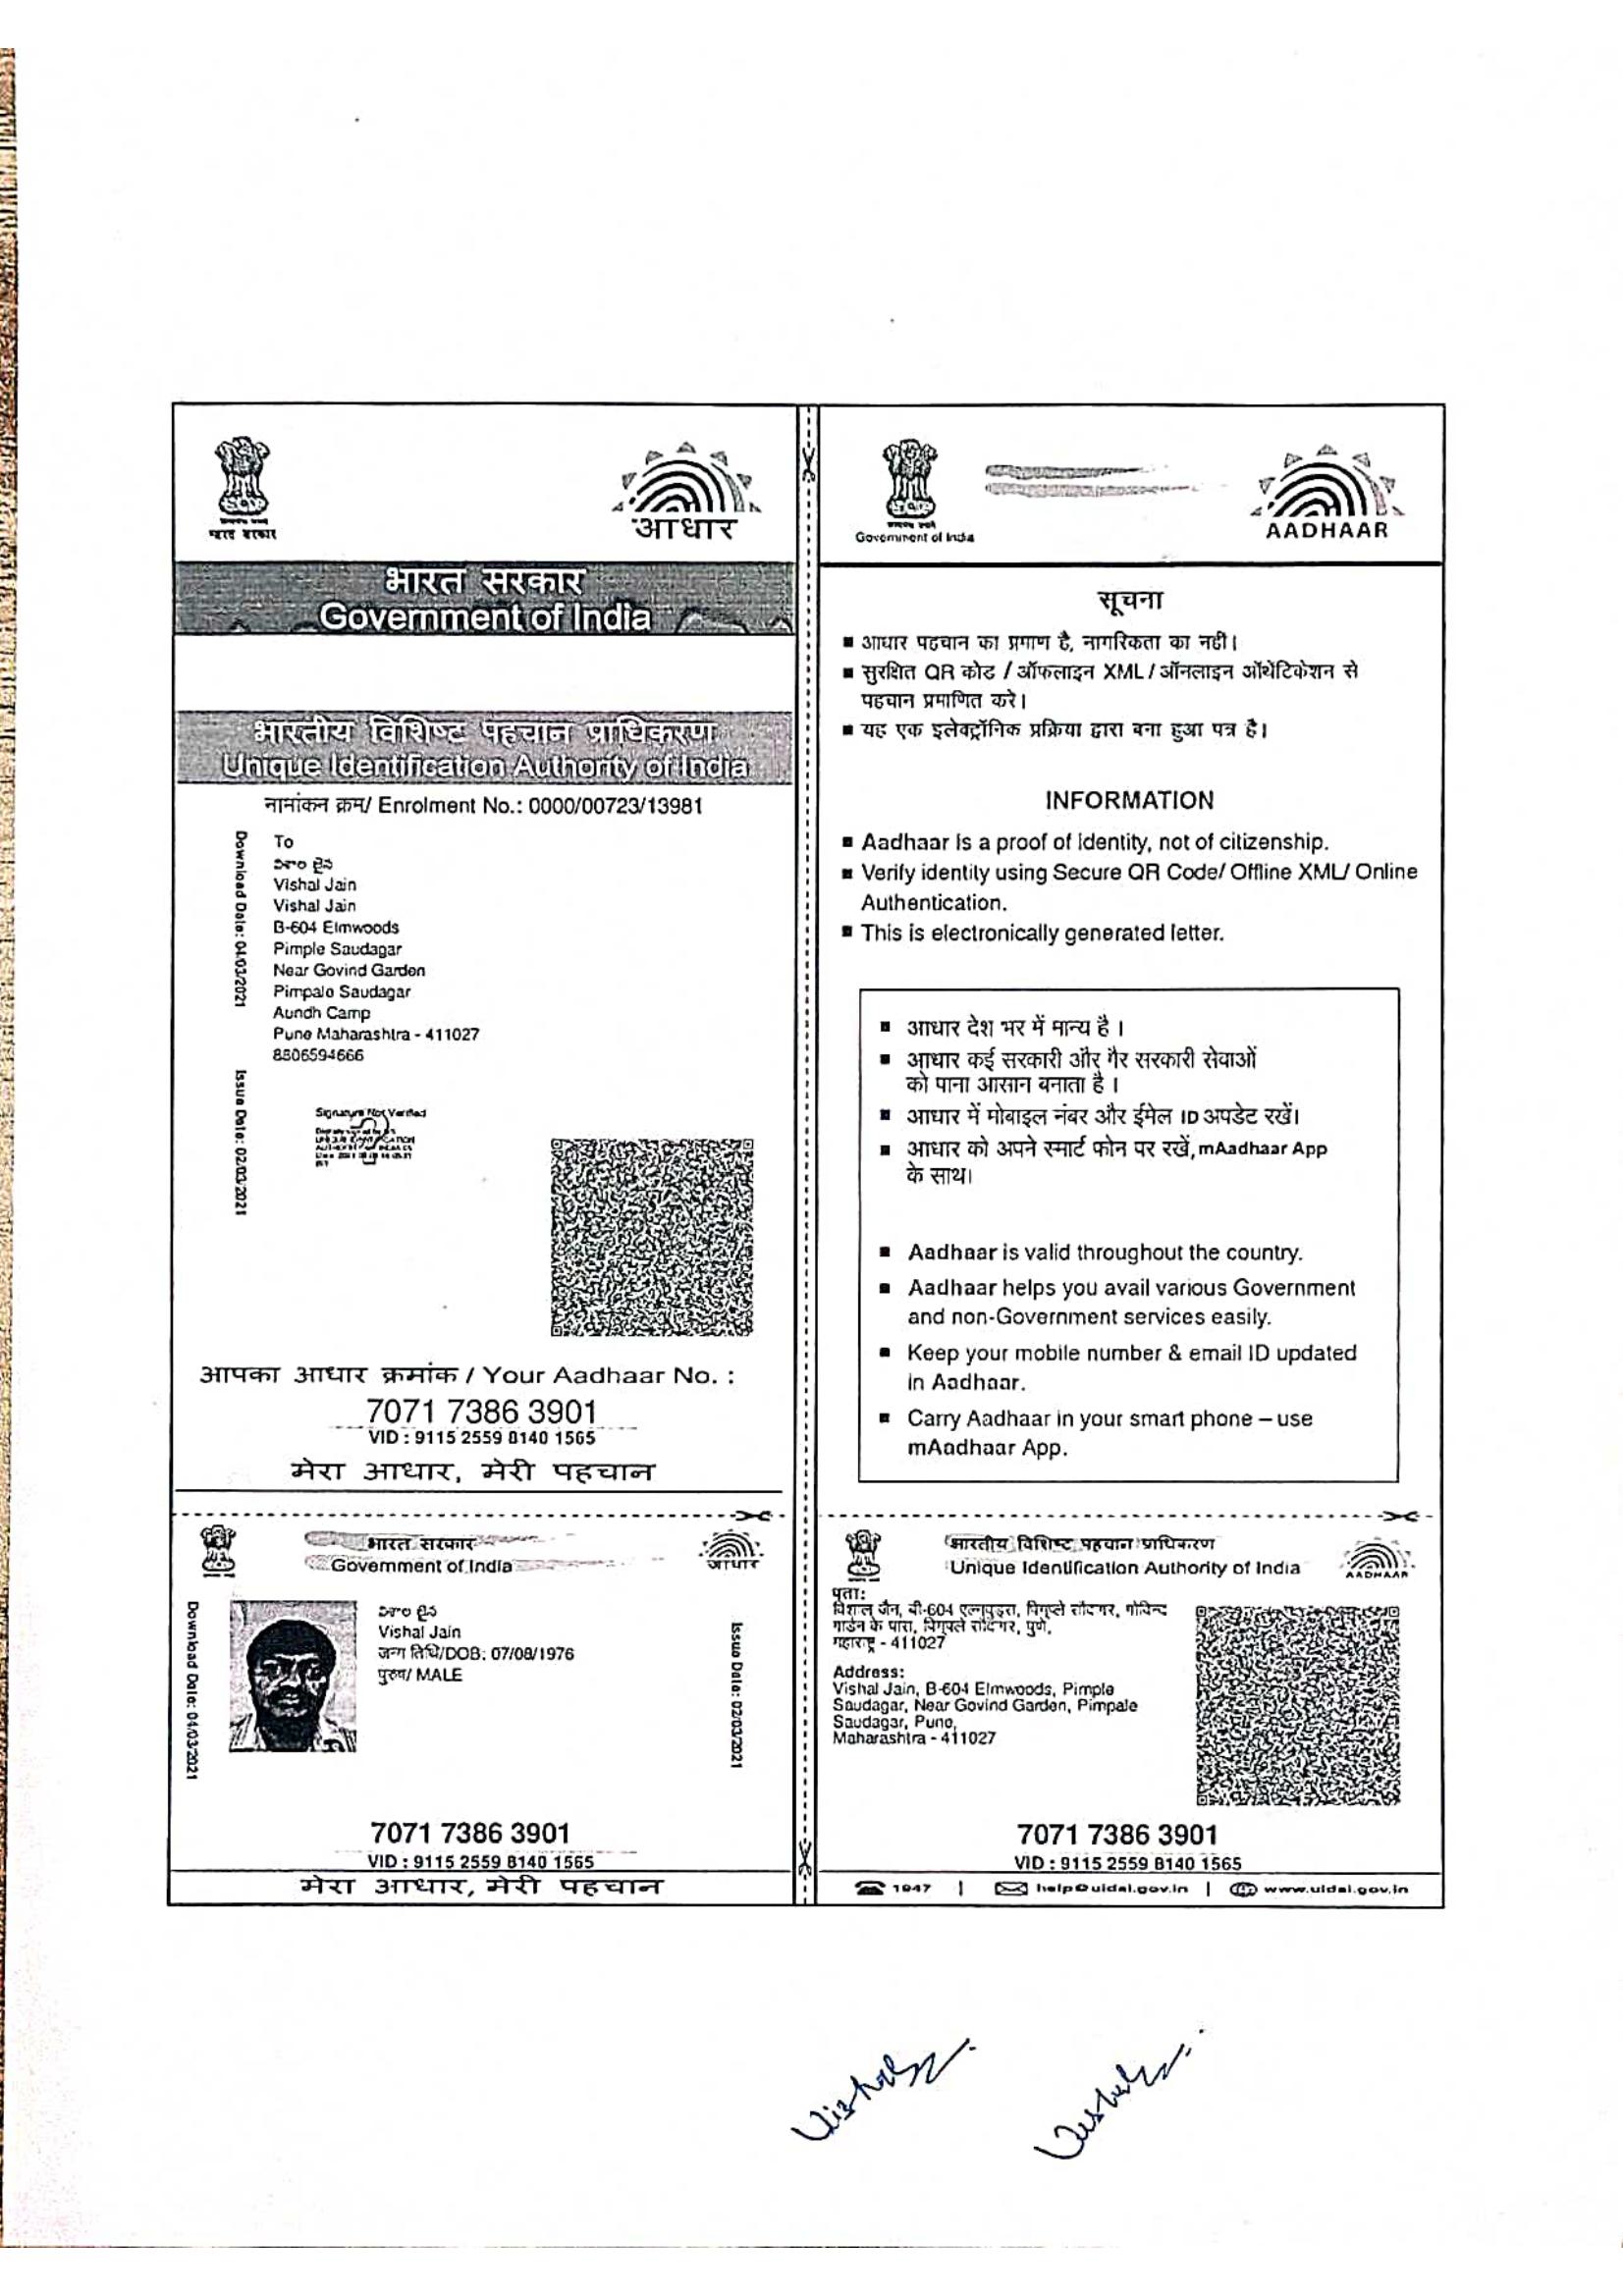 भारत सरकार
आधार
भारत सरकार
Government of India
भारतीय विशिष्ट पहचान प्राधिकरण
Unique Identification Authority of India
नामांकन क्रम/ Enrolment No.: 0000/00723/13981
Download Date: 04/03/2021
Issue Date: 02/03/2021
To
Vishal Jain
Vishal Jain
B-604 Elmwoods
Pimple Saudagar
Near Govind Garden
Pimpale Saudagar
Aundh Camp
Pune Maharashtra - 411027
8806594666
Signature Not Verified
आपका आधार क्रमांक / Your Aadhaar No. :
7071 7386 3901
VID : 9115 2559 8140 1565
मेरा आधार, मेरी पहचान
Government of India
AADHAAR
सूचना
■ आधार पहचान का प्रमाण है, नागरिकता का नहीं।
■ सुरक्षित QR कोड / ऑफलाइन XML / ऑनलाइन ऑथेंटिकेशन से
पहचान प्रमाणित करें।
■ यह एक इलेक्ट्रॉनिक प्रक्रिया द्वारा बना हुआ पत्र है।
INFORMATION
■ Aadhaar is a proof of identity, not of citizenship.
■ Verify identity using Secure QR Code/ Offline XML/ Online
Authentication.
■ This is electronically generated letter.
■ आधार देश भर में मान्य है ।
■ आधार कई सरकारी और गैर सरकारी सेवाओं
को पाना आसान बनाता है ।
■ आधार में मोबाइल नंबर और ईमेल ID अपडेट रखें।
■ आधार को अपने स्मार्ट फोन पर रखें, mAadhaar App
के साथ।
■ Aadhaar is valid throughout the country.
■ Aadhaar helps you avail various Government
and non-Government services easily.
■ Keep your mobile number & email ID updated
in Aadhaar.
■ Carry Aadhaar in your smart phone – use
mAadhaar App.
भारत सरकार
Government of India
आधार
Download Date: 04/03/2021
Vishal Jain
जन्म तिथि/DOB: 07/08/1976
पुरुष/ MALE
Issue Date: 02/03/2021
7071 7386 3901
VID : 9115 2559 8140 1565
मेरा आधार, मेरी पहचान
भारतीय विशिष्ट पहचान प्राधिकरण
Unique Identification Authority of India
AADHAAR
पता:
विशाल जैन, बी-604 एल्मवुड्स, पिम्पले सौदागर, गोविन्द
गार्डन के पास, पिम्पले सौदागर, पुणे,
महाराष्ट्र - 411027
Address:
Vishal Jain, B-604 Elmwoods, Pimple
Saudagar, Near Govind Garden, Pimpale
Saudagar, Pune,
Maharashtra - 411027
7071 7386 3901
VID : 9115 2559 8140 1565
1947 | help@uidai.gov.in | www.uidai.gov.in